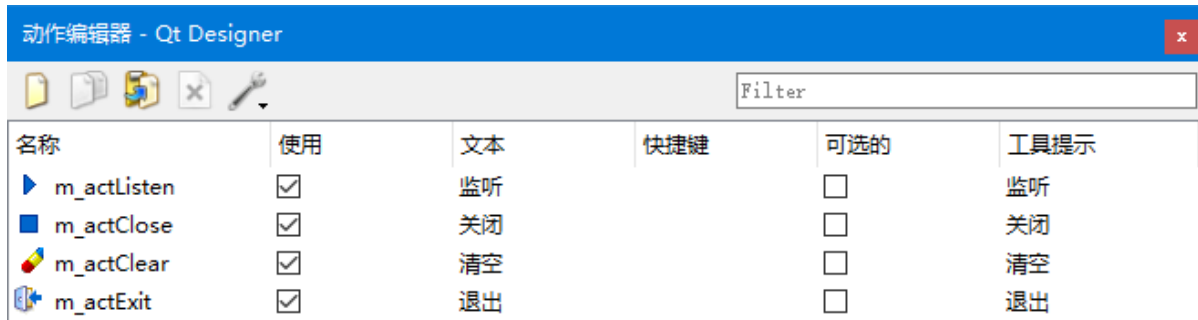 动作编辑器 - Qt Designer
x
Filter
名称 使用 文本 快捷键 可选的 工具提示
m_actListen 监听 监听
m_actClose 关闭 关闭
m_actClear 清空 清空
m_actExit 退出 退出